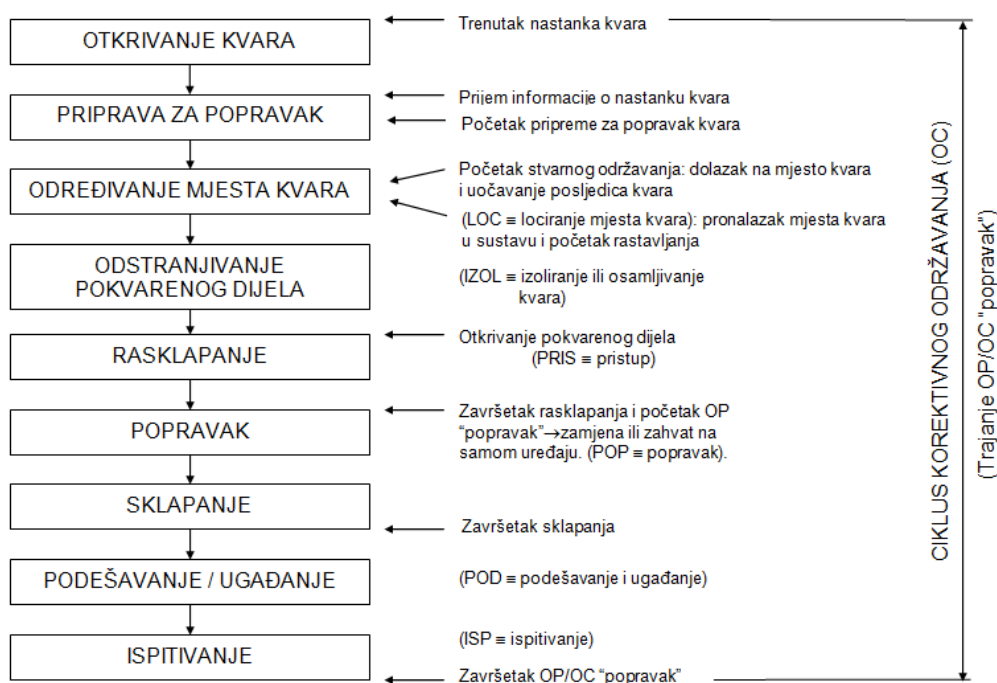 OTKRIVANJE KVARA
Trenutak nastanka kvara
PRIPRAVA ZA POPRAVAK
Prijem informacije o nastanku kvara
Početak pripreme za popravak kvara
ODREĐIVANJE MJESTA KVARA
Početak stvarnog održavanja: dolazak na mjesto kvara
i uočavanje posljedica kvara
(LOC ≡ lociranje mjesta kvara): pronalazak mjesta kvara
u sustavu i početak rastavljanja
ODSTRANJIVANJE
POKVARENOG DIJELA
(IZOL ≡ izoliranje ili osamljivanje
kvara)
RASKLAPANJE
Otkrivanje pokvarenog dijela
(PRIS ≡ pristup)
POPRAVAK
Završetak rasklapanja i početak OP
“popravak”→zamjena ili zahvat na
samom uređaju. (POP ≡ popravak).
SKLAPANJE
Završetak sklapanja
PODEŠAVANJE / UGAĐANJE
(POD ≡ podešavanje i ugađanje)
ISPITIVANJE
(ISP ≡ ispitivanje)
Završetak OP/OC “popravak”
CIKLUS KOREKTIVNOG ODRŽAVANJA (OC)
(Trajanje OP/OC "popravak")